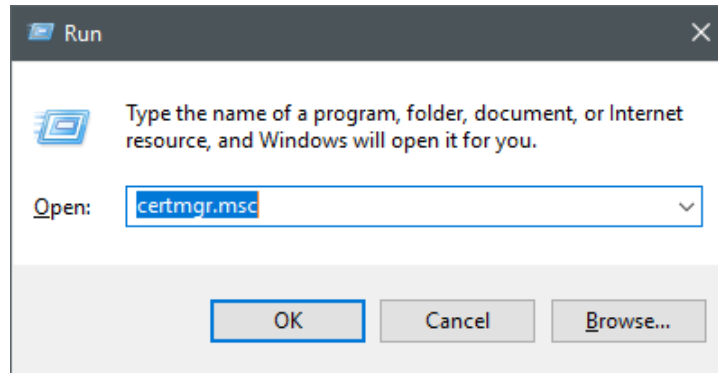 Run
Type the name of a program, folder, document, or Internet
resource, and Windows will open it for you.
Open: certmgr.msc
OK Cancel Browse...